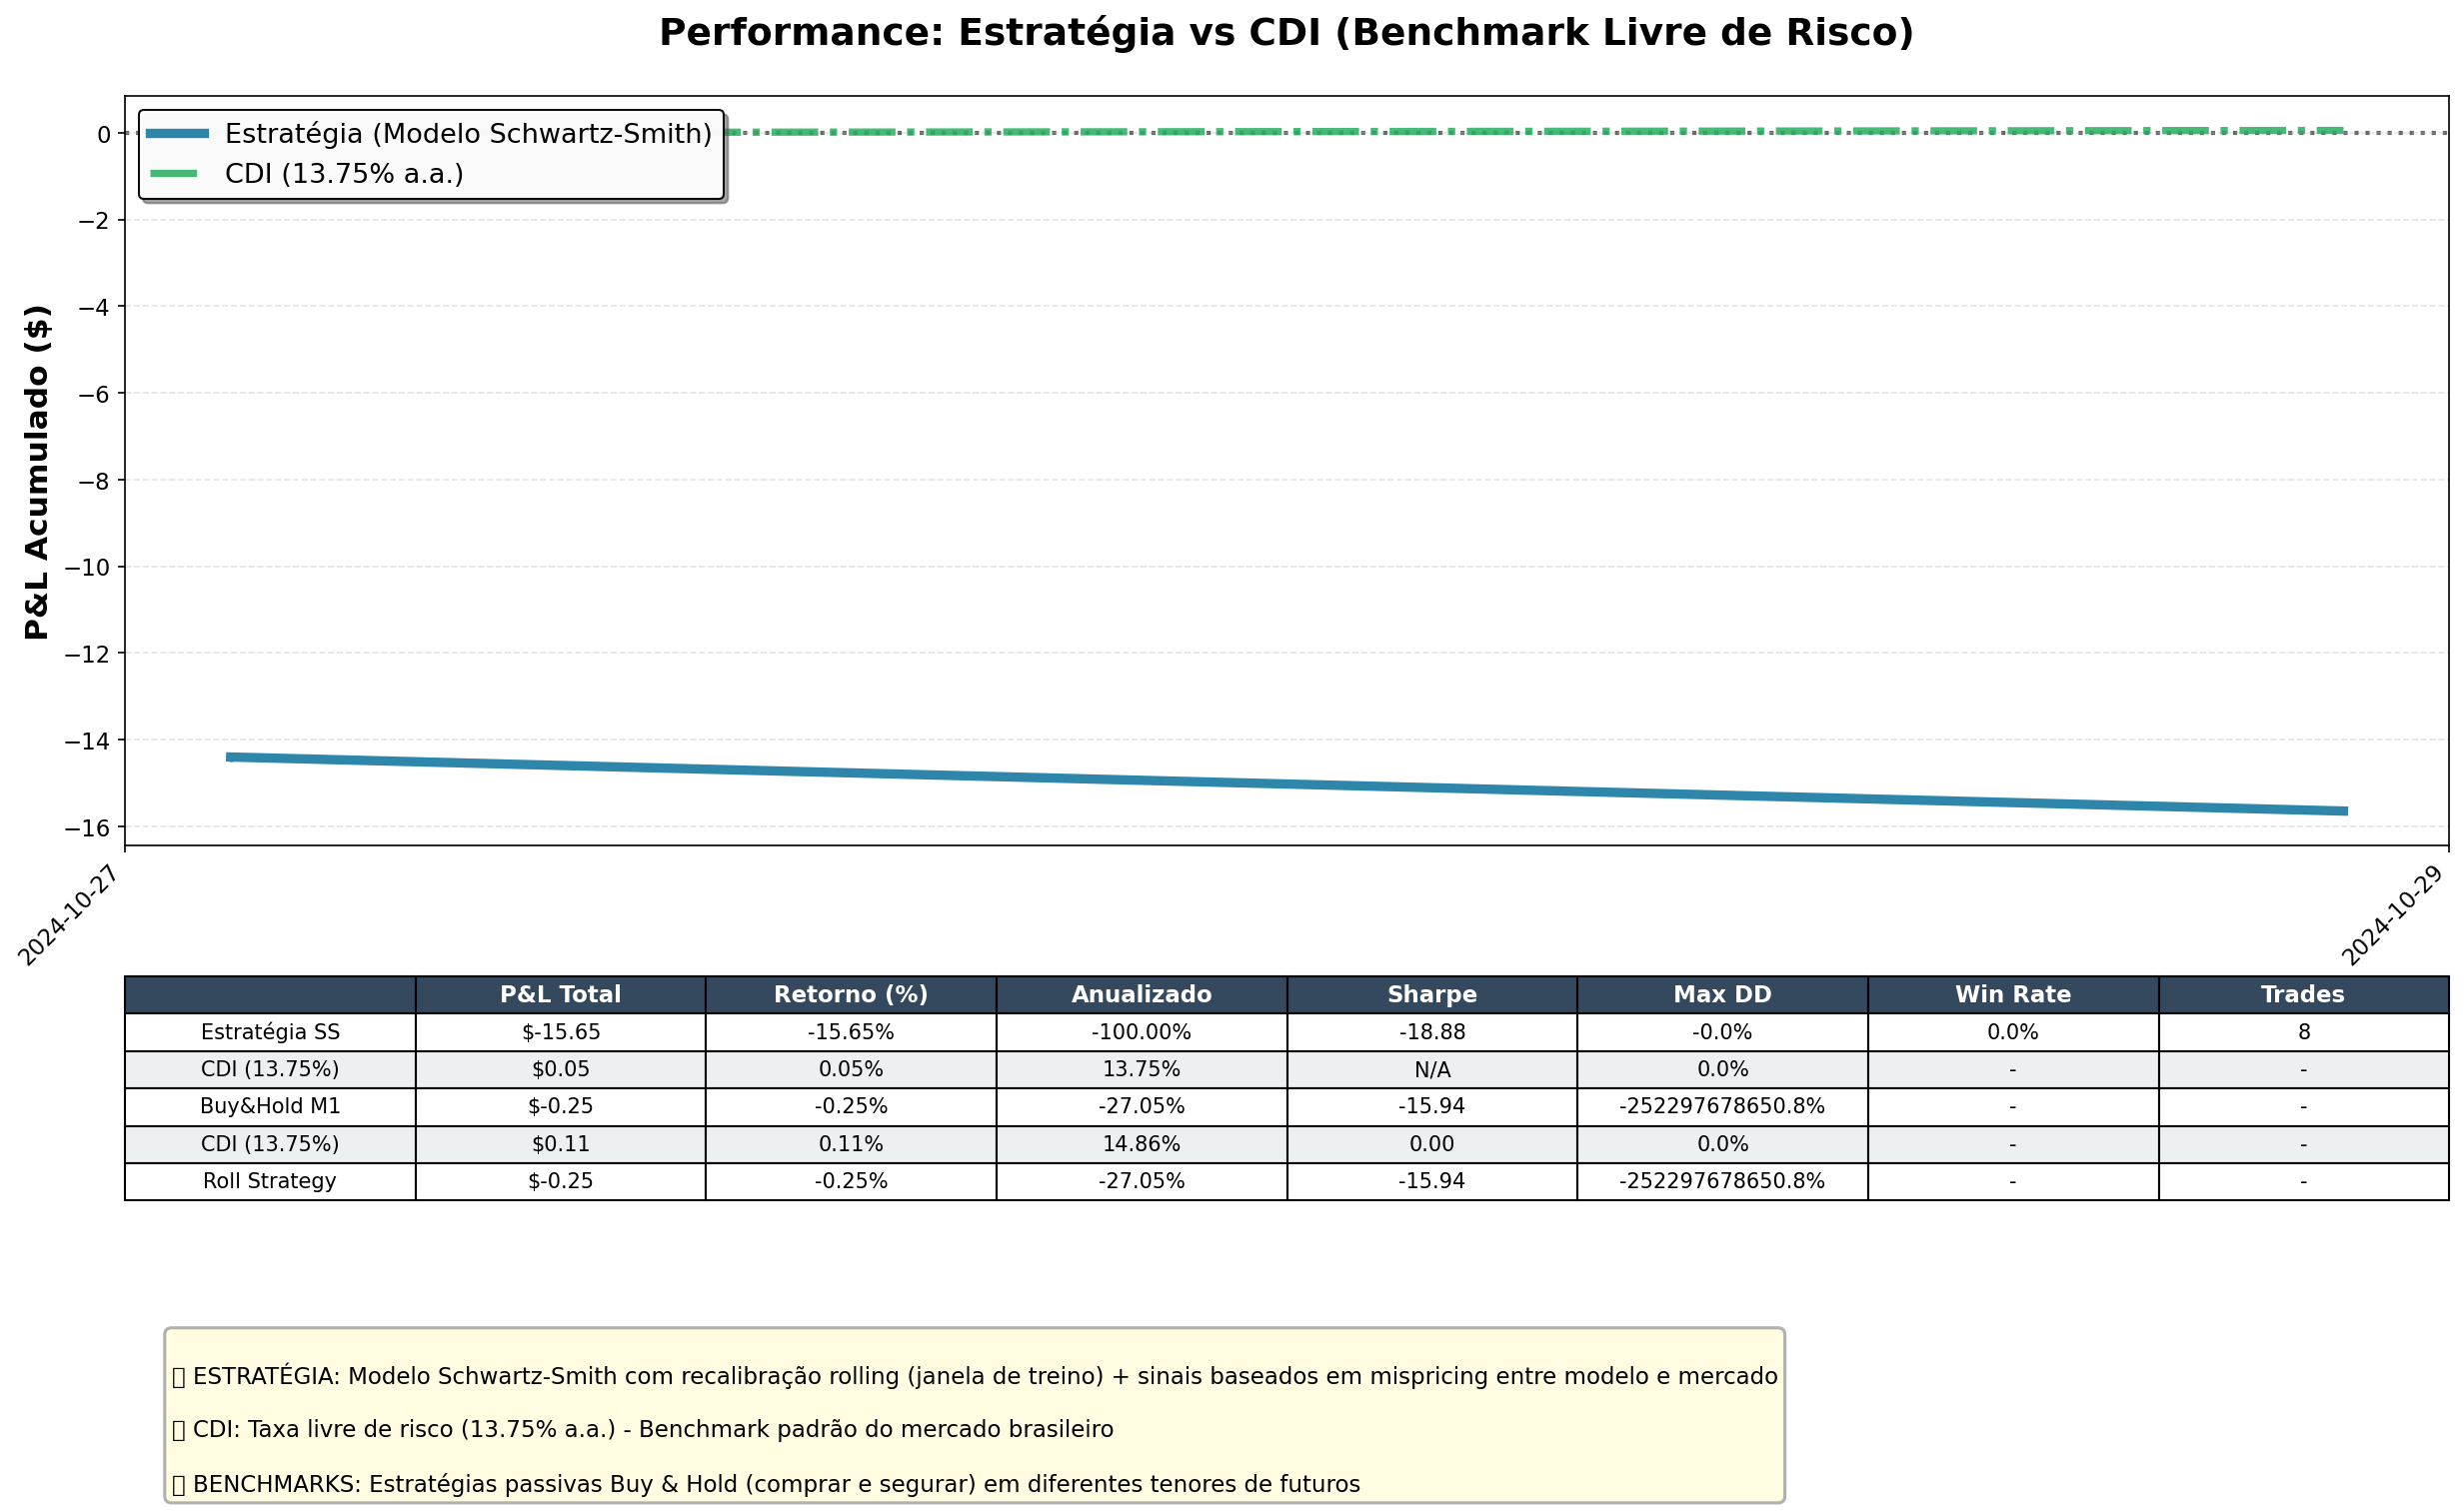 Performance: Estratégia vs CDI (Benchmark Livre de Risco)
Estratégia (Modelo Schwartz-Smith)
CDI (13.75% a.a.)
P&L Acumulado ($)
0
−2
−4
−6
−8
−10
−12
−14
−16
2024-10-27
2024-10-29
P&L Total Retorno (%) Anualizado Sharpe Max DD Win Rate Trades
Estratégia SS $-15.65 -15.65% -100.00% -18.88 -0.0% 0.0% 8
CDI (13.75%) $0.05 0.05% 13.75% N/A 0.0% - -
Buy&Hold M1 $-0.25 -0.25% -27.05% -15.94 -252297678650.8% - -
CDI (13.75%) $0.11 0.11% 14.86% 0.00 0.0% - -
Roll Strategy $-0.25 -0.25% -27.05% -15.94 -252297678650.8% - -
ESTRATÉGIA: Modelo Schwartz-Smith com recalibração rolling (janela de treino) + sinais baseados em mispricing entre modelo e mercado
CDI: Taxa livre de risco (13.75% a.a.) - Benchmark padrão do mercado brasileiro
BENCHMARKS: Estratégias passivas Buy & Hold (comprar e segurar) em diferentes tenores de futuros